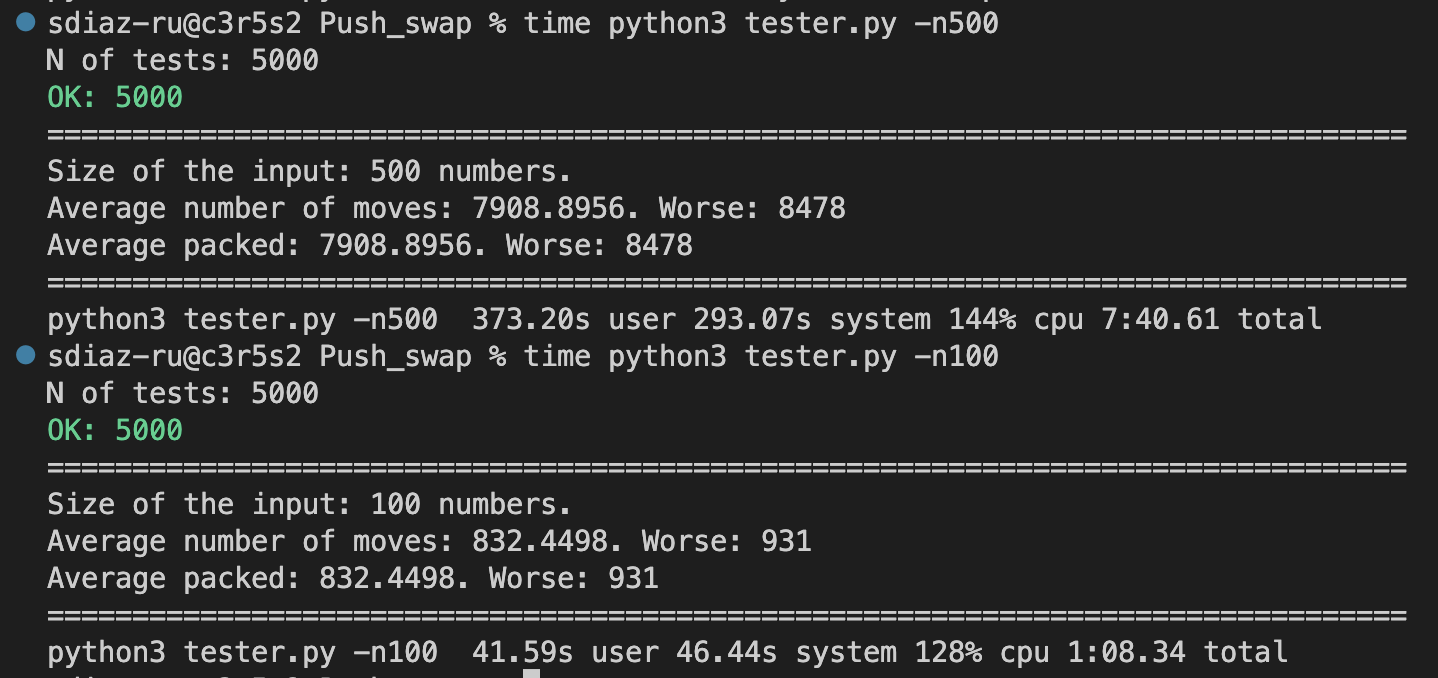 sdiaz-ru@c3r5s2 Push_swap % time python3 tester.py -n500
N of tests: 5000
OK: 5000
================================================================================
Size of the input: 500 numbers.
Average number of moves: 7908.8956. Worse: 8478
Average packed: 7908.8956. Worse: 8478
================================================================================
python3 tester.py -n500  373.20s user 293.07s system 144% cpu 7:40.61 total
sdiaz-ru@c3r5s2 Push_swap % time python3 tester.py -n100
N of tests: 5000
OK: 5000
================================================================================
Size of the input: 100 numbers.
Average number of moves: 832.4498. Worse: 931
Average packed: 832.4498. Worse: 931
================================================================================
python3 tester.py -n100  41.59s user 46.44s system 128% cpu 1:08.34 total